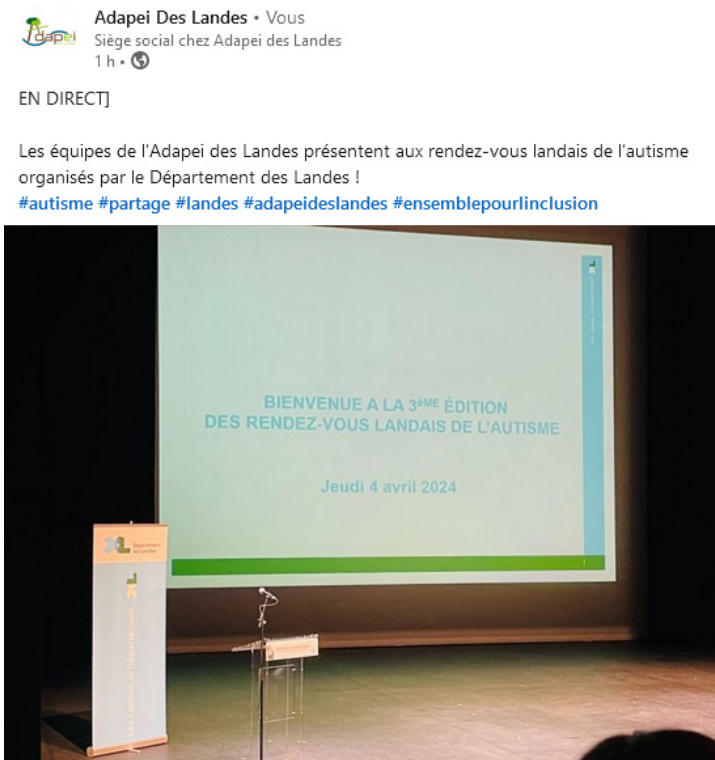 Adapei
Adapei Des Landes • Vous
Siège social chez Adapei des Landes
1 h •
EN DIRECT]
Les équipes de l'Adapei des Landes présentent aux rendez-vous landais de l'autisme
organisés par le Département des Landes !
#autisme #partage #landes #adapeideslandes #ensemblepourlinclusion
BIENVENUE A LA 3ÈME ÉDITION
DES RENDEZ-VOUS LANDAIS DE L'AUTISME
Jeudi 4 avril 2024
XL
Département
des Landes
XL
Les Landes, le Département